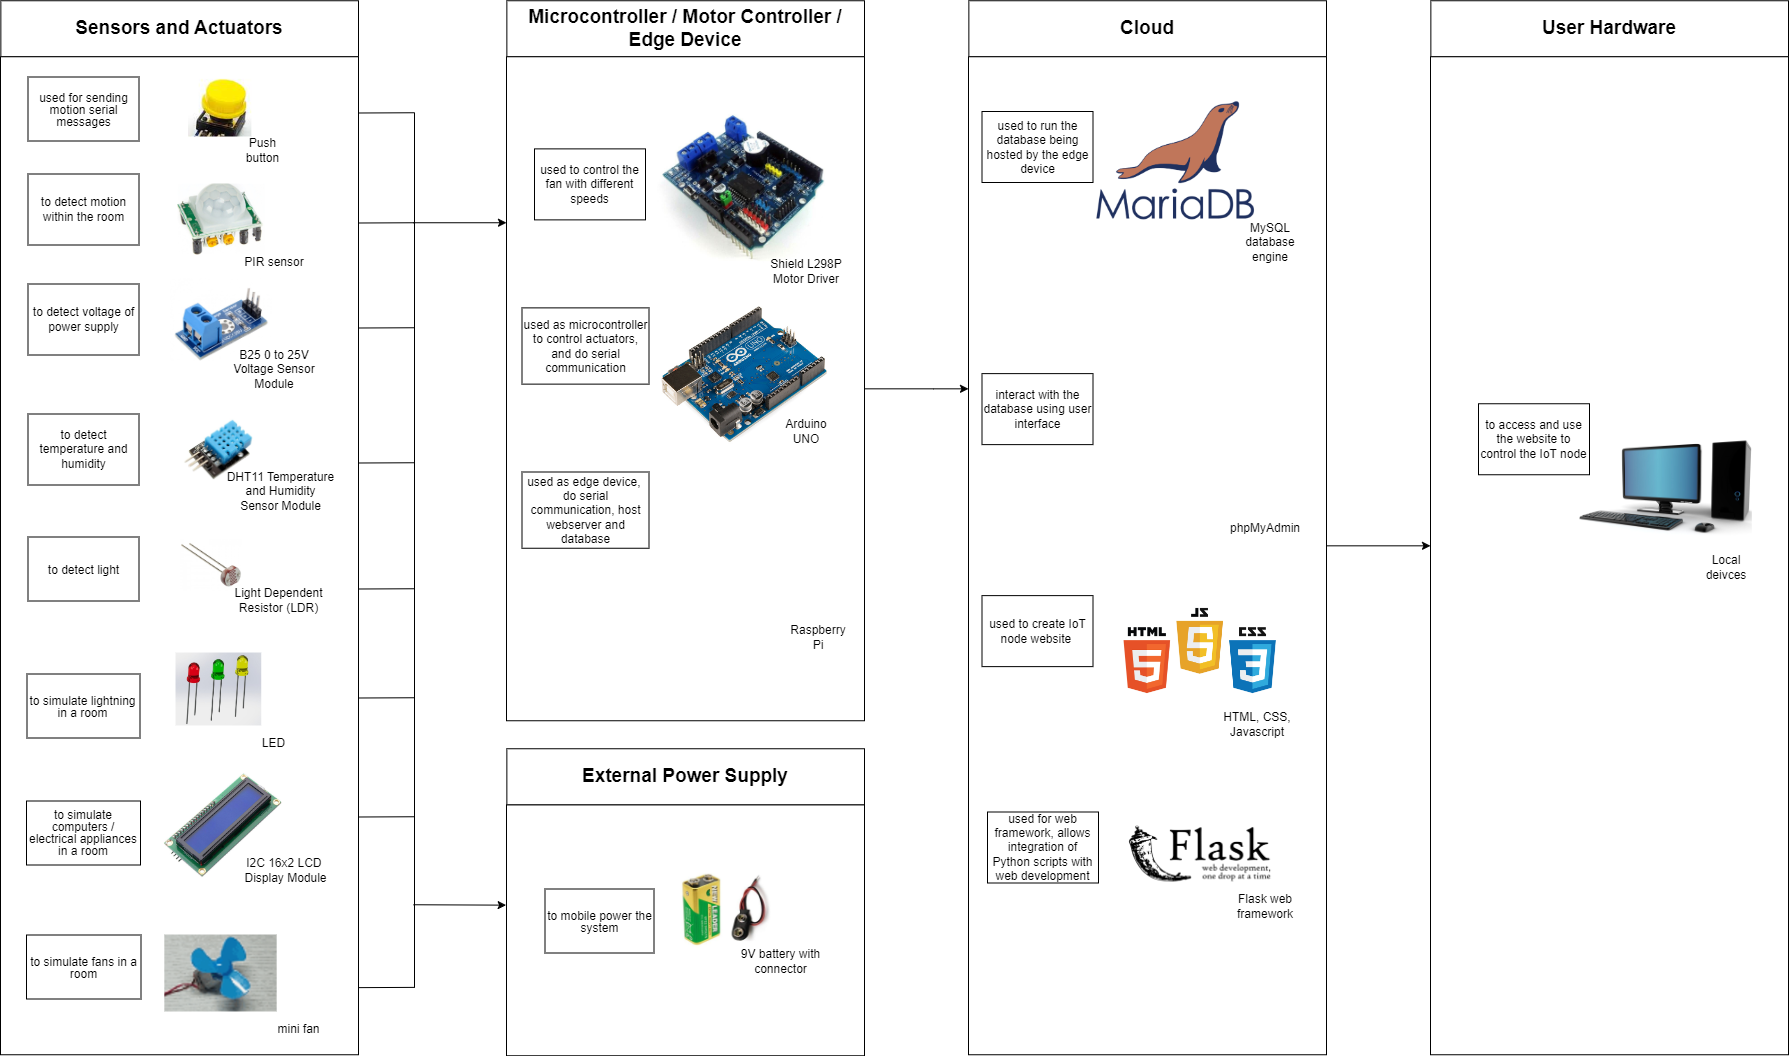 Sensors and Actuators
used for sending
motion serial
messages
Push
button
to detect motion
within the room
PIR sensor
to detect voltage of
power supply
B25 0 to 25V
Voltage Sensor
Module
to detect
temperature and
humidity
DHT11 Temperature
and Humidity
Sensor Module
to detect light
Light Dependent
Resistor (LDR)
to simulate lightning
in a room
LED
to simulate
computers /
electrical appliances
in a room
I2C 16x2 LCD
Display Module
to simulate fans in a
room
mini fan
Microcontroller / Motor Controller /
Edge Device
used to control the
fan with different
speeds
Shield L298P
Motor Driver
used as microcontroller
to control actuators,
and do serial
communication
UNO
Arduino
UNO
used as edge device,
do serial
communication, host
webserver and
database
Raspberry
Pi
External Power Supply
to mobile power the
system
9V battery with
connector
Cloud
used to run the
database being
hosted by the edge
device
MariaDB
MySQL
database
engine
interact with the
database using user
interface
phpMyAdmin
used to create IoT
node website
HTML
JS
CSS
5
5
3
HTML, CSS,
Javascript
used for web
framework, allows
integration of
Python scripts with
web development
Flask
web development,
one drop at a time
Flask web
framework
User Hardware
to access and use
the website to
control the IoT node
Local
deivces